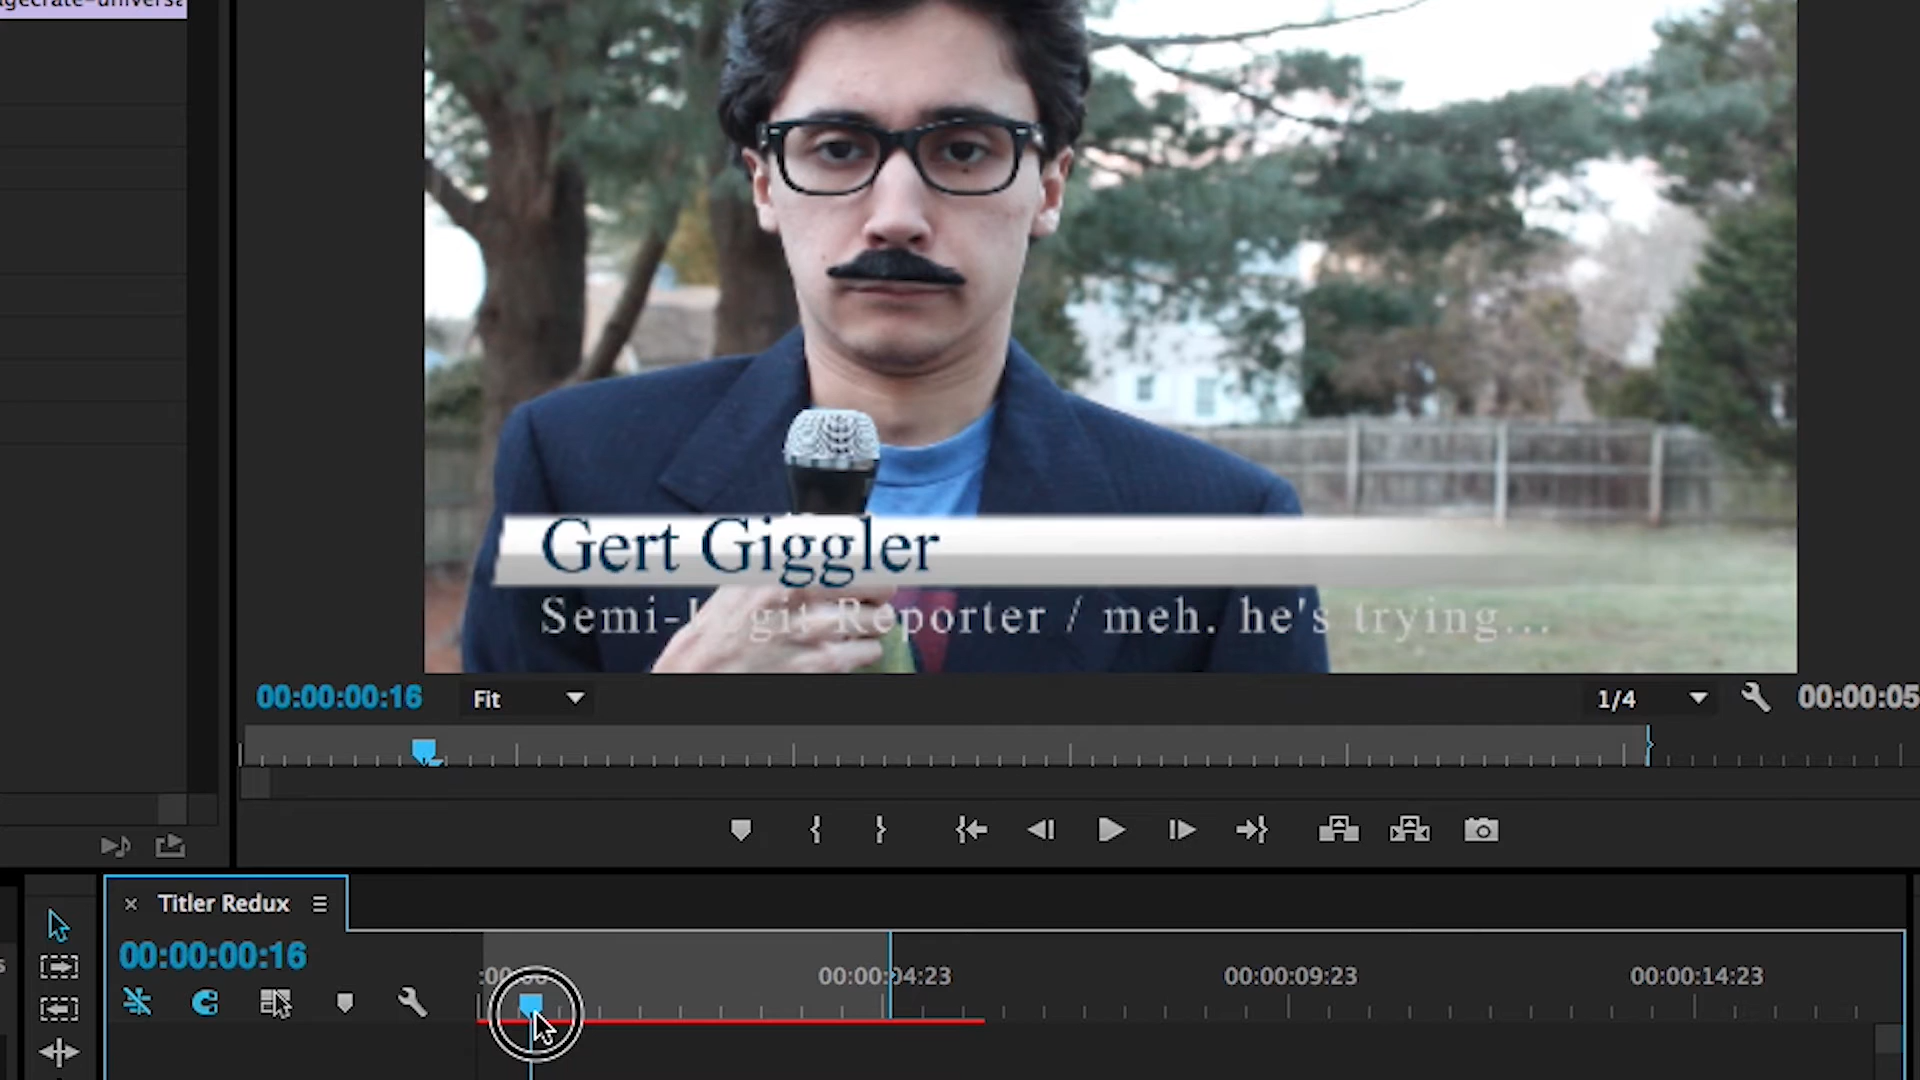 Gert Giggler
Semi-Legit Reporter / meh. he's trying...
00:00:00:16
Fit
1/4
00:00:05
Titler Redux
00:00:00:16
00:00:04:23
00:00:09:23
00:00:14:23